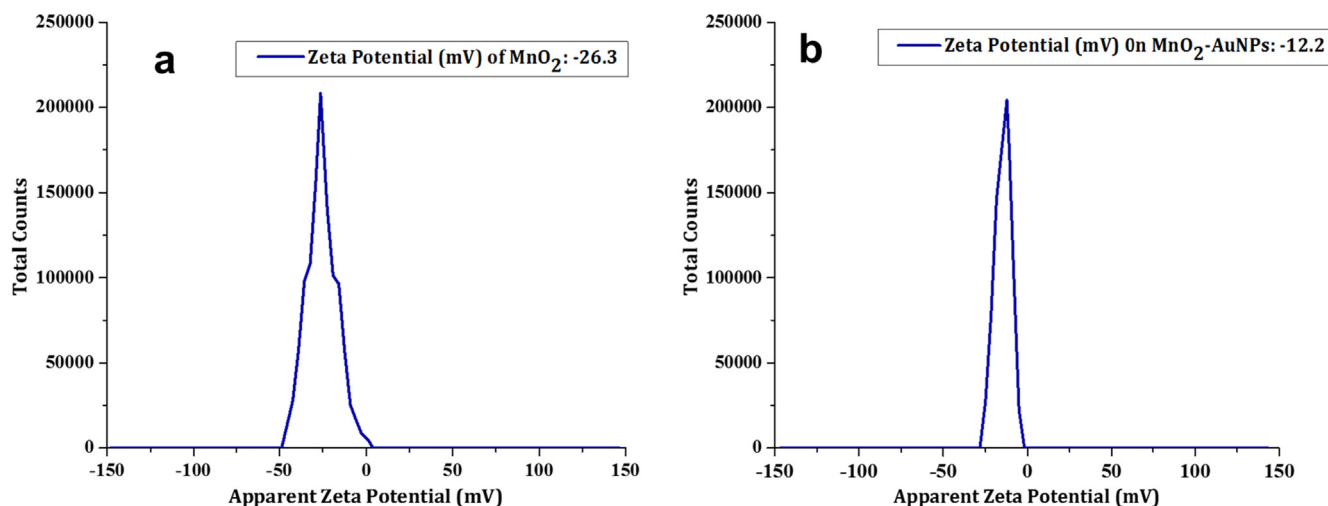 a
Zeta Potential (mV) of MnO₂: -26.3
250000
200000
150000
100000
50000
0
Total Counts
-150 -100 -50 0 50 100 150
Apparent Zeta Potential (mV)
b
Zeta Potential (mV) 0n MnO₂-AuNPs: -12.2
250000
200000
150000
100000
50000
0
Total Counts
-150 -100 -50 0 50 100 150
Apparent Zeta Potential (mV)